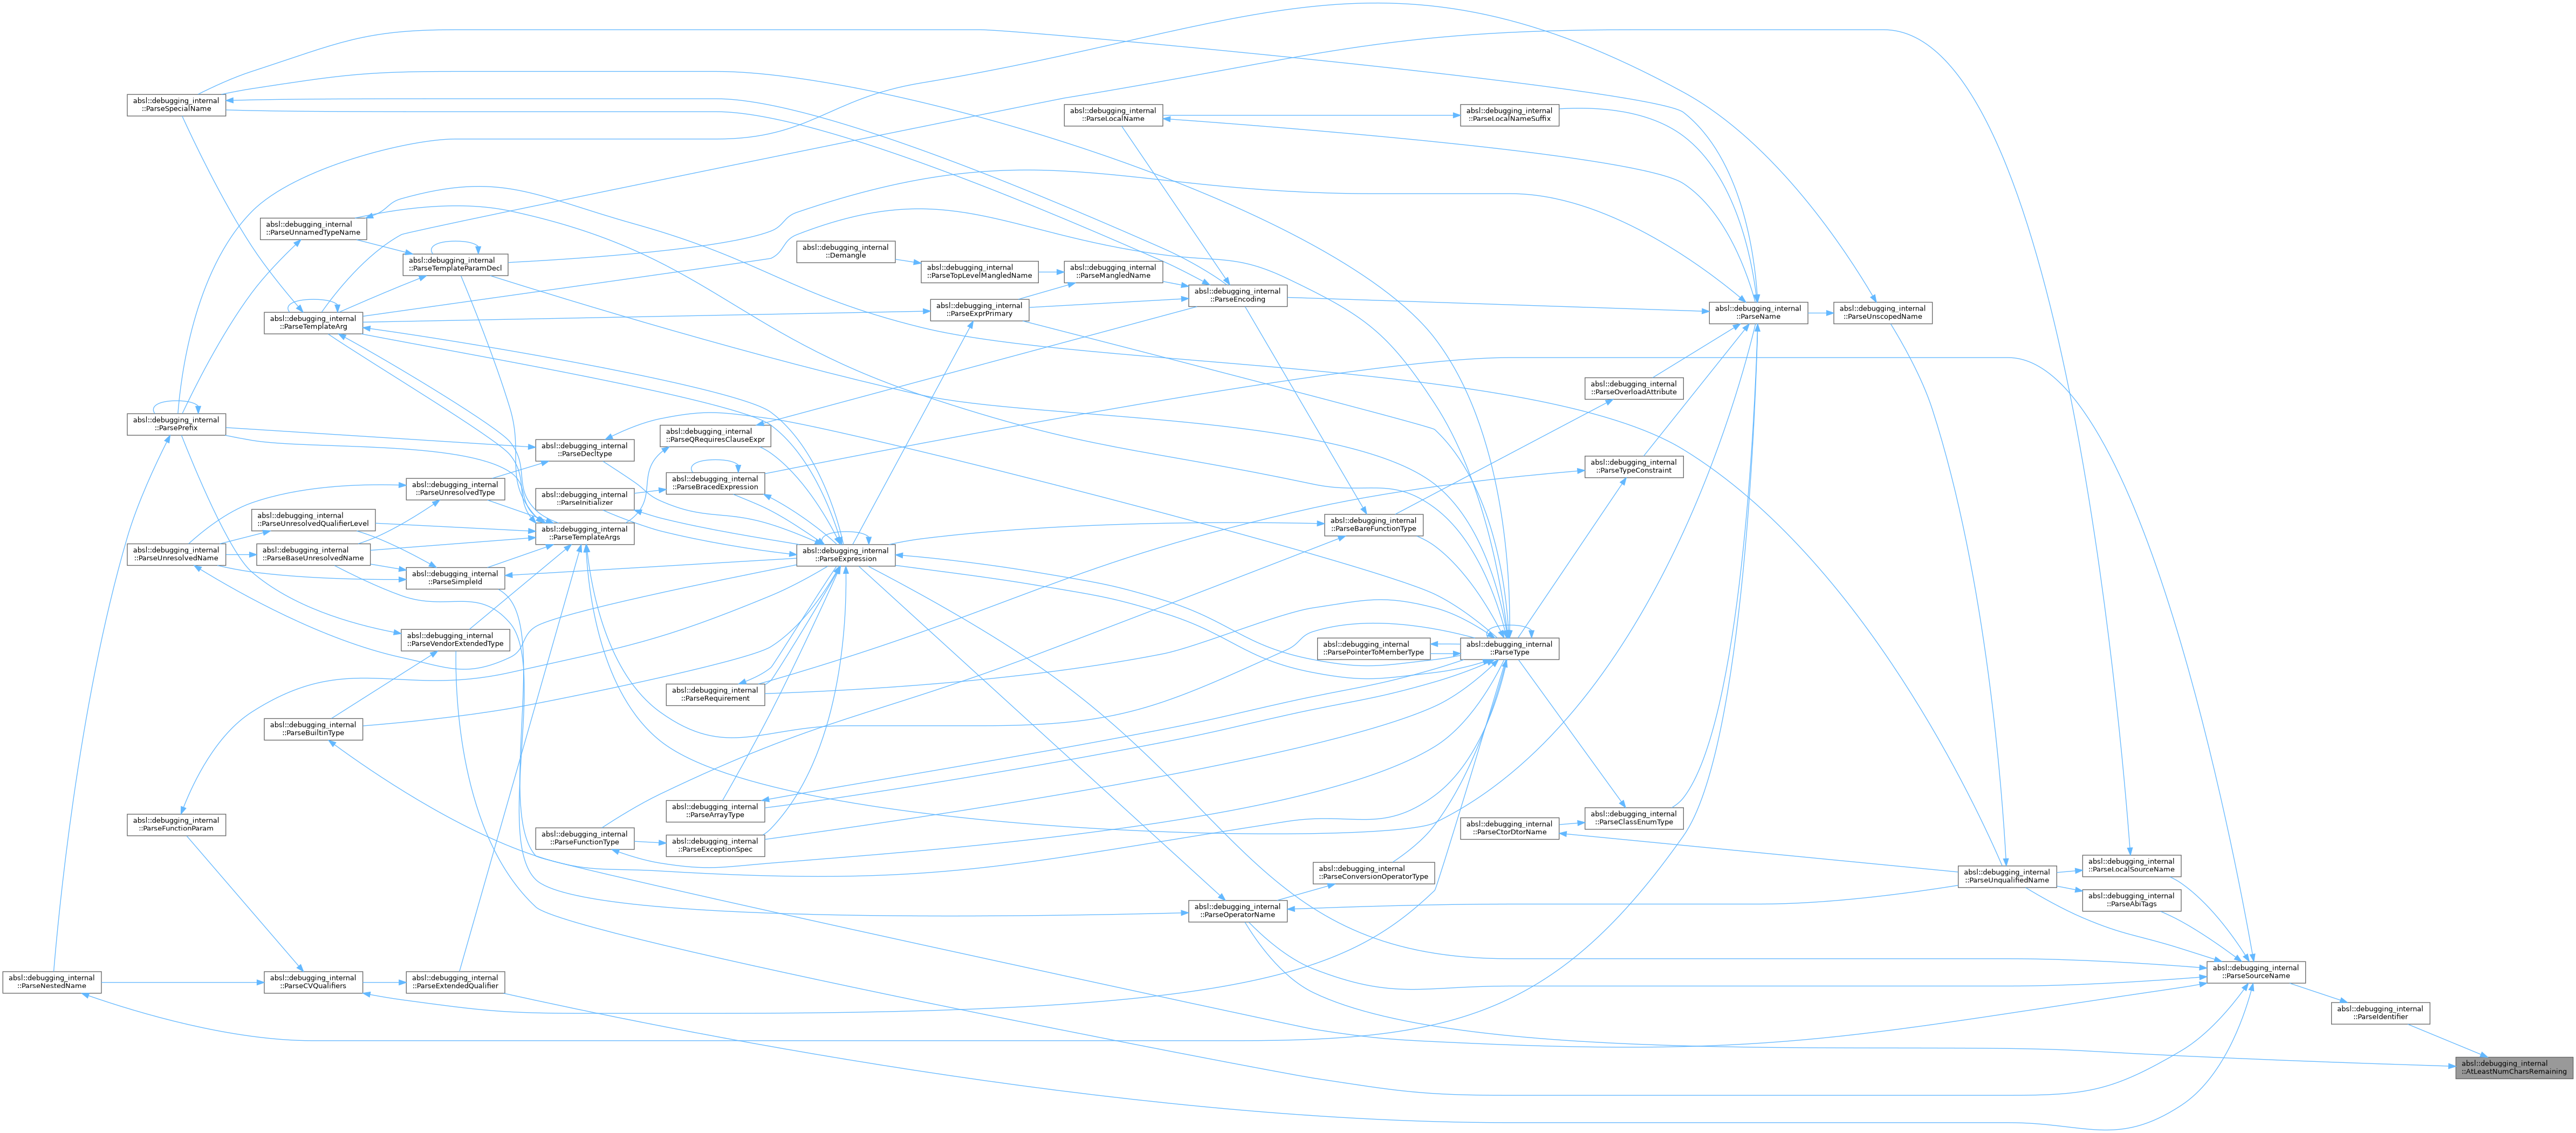 absl::debugging_internal
::ParseSpecialName
absl::debugging_internal
::ParseLocalName
absl::debugging_internal
::ParseLocalNameSuffix
absl::debugging_internal
::ParseUnnamedTypeName
absl::debugging_internal
::ParseTemplateParamDecl
absl::debugging_internal
::Demangle
absl::debugging_internal
::ParseTopLevelMangledName
absl::debugging_internal
::ParseMangledName
absl::debugging_internal
::ParseEncoding
absl::debugging_internal
::ParseExprPrimary
absl::debugging_internal
::ParseTemplateArg
absl::debugging_internal
::ParseName
absl::debugging_internal
::ParseUnscopedName
absl::debugging_internal
::ParseOverloadAttribute
absl::debugging_internal
::ParsePrefix
absl::debugging_internal
::ParseQRequiresClauseExpr
absl::debugging_internal
::ParseDecltype
absl::debugging_internal
::ParseTypeConstraint
absl::debugging_internal
::ParseBracedExpression
absl::debugging_internal
::ParseUnresolvedType
absl::debugging_internal
::ParseInitializer
absl::debugging_internal
::ParseUnresolvedQualifierLevel
absl::debugging_internal
::ParseBareFunctionType
absl::debugging_internal
::ParseTemplateArgs
absl::debugging_internal
::ParseUnresolvedName
absl::debugging_internal
::ParseBaseUnresolvedName
absl::debugging_internal
::ParseExpression
absl::debugging_internal
::ParseSimpleId
absl::debugging_internal
::ParseVendorExtendedType
absl::debugging_internal
::ParsePointerToMemberType
absl::debugging_internal
::ParseType
absl::debugging_internal
::ParseRequirement
absl::debugging_internal
::ParseBuiltinType
absl::debugging_internal
::ParseArrayType
absl::debugging_internal
::ParseClassEnumType
absl::debugging_internal
::ParseFunctionParam
absl::debugging_internal
::ParseCtorDtorName
absl::debugging_internal
::ParseFunctionType
absl::debugging_internal
::ParseExceptionSpec
absl::debugging_internal
::ParseLocalSourceName
absl::debugging_internal
::ParseConversionOperatorType
absl::debugging_internal
::ParseUnqualifiedName
absl::debugging_internal
::ParseAbiTags
absl::debugging_internal
::ParseOperatorName
absl::debugging_internal
::ParseSourceName
absl::debugging_internal
::ParseNestedName
absl::debugging_internal
::ParseCVQualifiers
absl::debugging_internal
::ParseExtendedQualifier
absl::debugging_internal
::ParseIdentifier
absl::debugging_internal
::AtLeastNumCharsRemaining